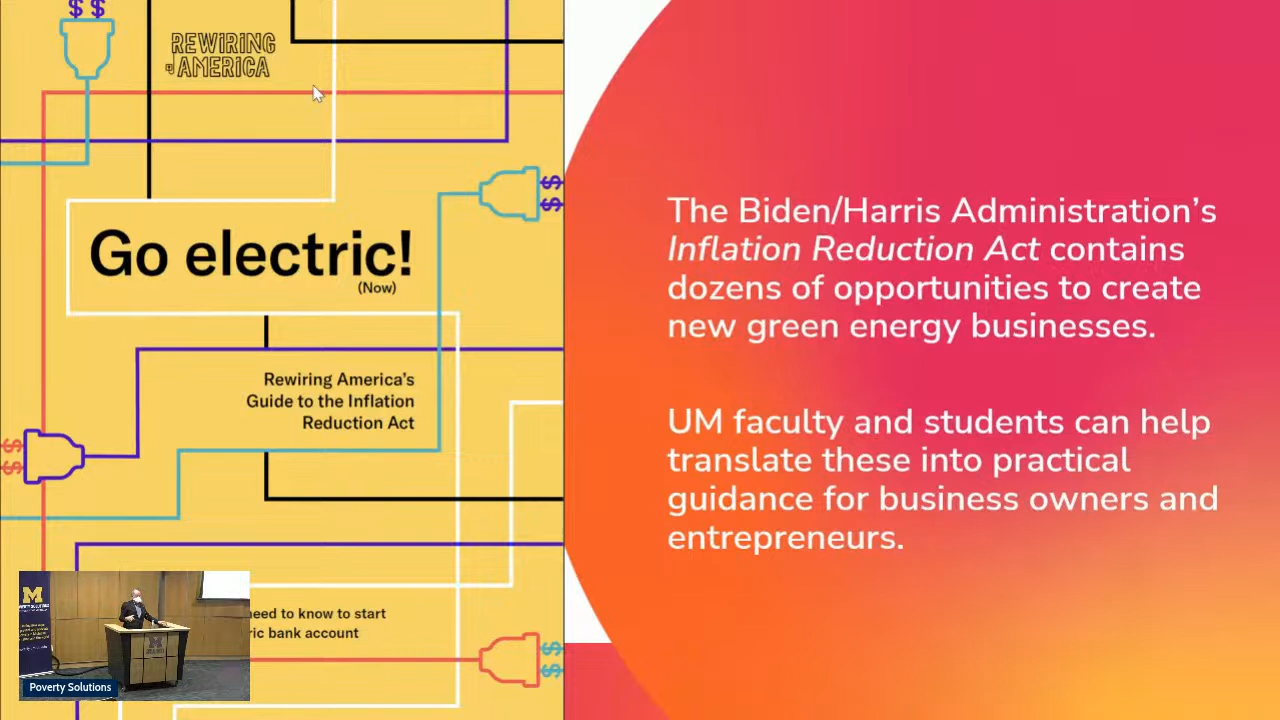 REWIRING
AMERICA
Go electric!
(Now)
Rewiring America's
Guide to the Inflation
Reduction Act
need to know to start
ric bank account
The Biden/Harris Administration's
Inflation Reduction Act contains
dozens of opportunities to create
new green energy businesses.
UM faculty and students can help
translate these into practical
guidance for business owners and
entrepreneurs.
M
Poverty Solutions